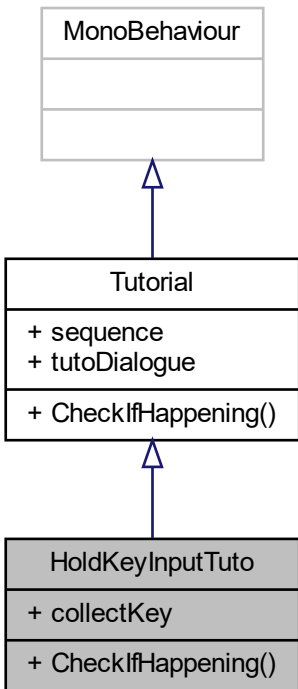 MonoBehaviour
Tutorial
+ sequence
+ tutoDialogue
+ CheckIfHappening()
HoldKeyInputTuto
+ collectKey
+ CheckIfHappening()